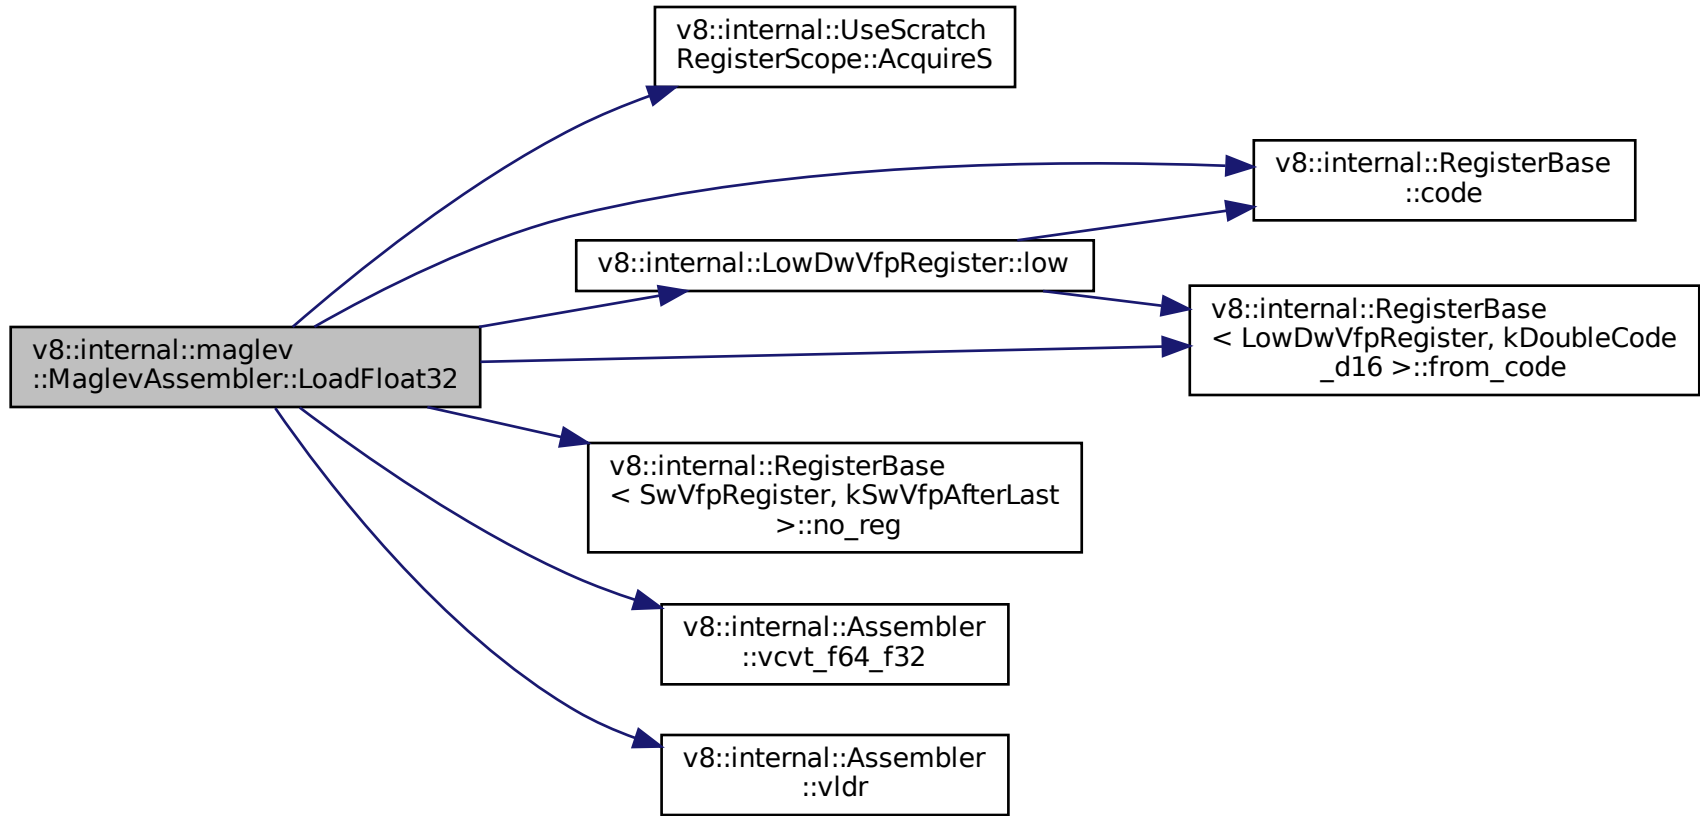 v8::internal::UseScratch
RegisterScope::AcquireS
v8::internal::RegisterBase
::code
v8::internal::LowDwVfpRegister::low
v8::internal::RegisterBase
< LowDwVfpRegister, kDoubleCode
_d16 >::from_code
v8::internal::maglev
::MaglevAssembler::LoadFloat32
v8::internal::RegisterBase
< SwVfpRegister, kSwVfpAfterLast
>::no_reg
v8::internal::Assembler
::vcvt_f64_f32
v8::internal::Assembler
::vldr